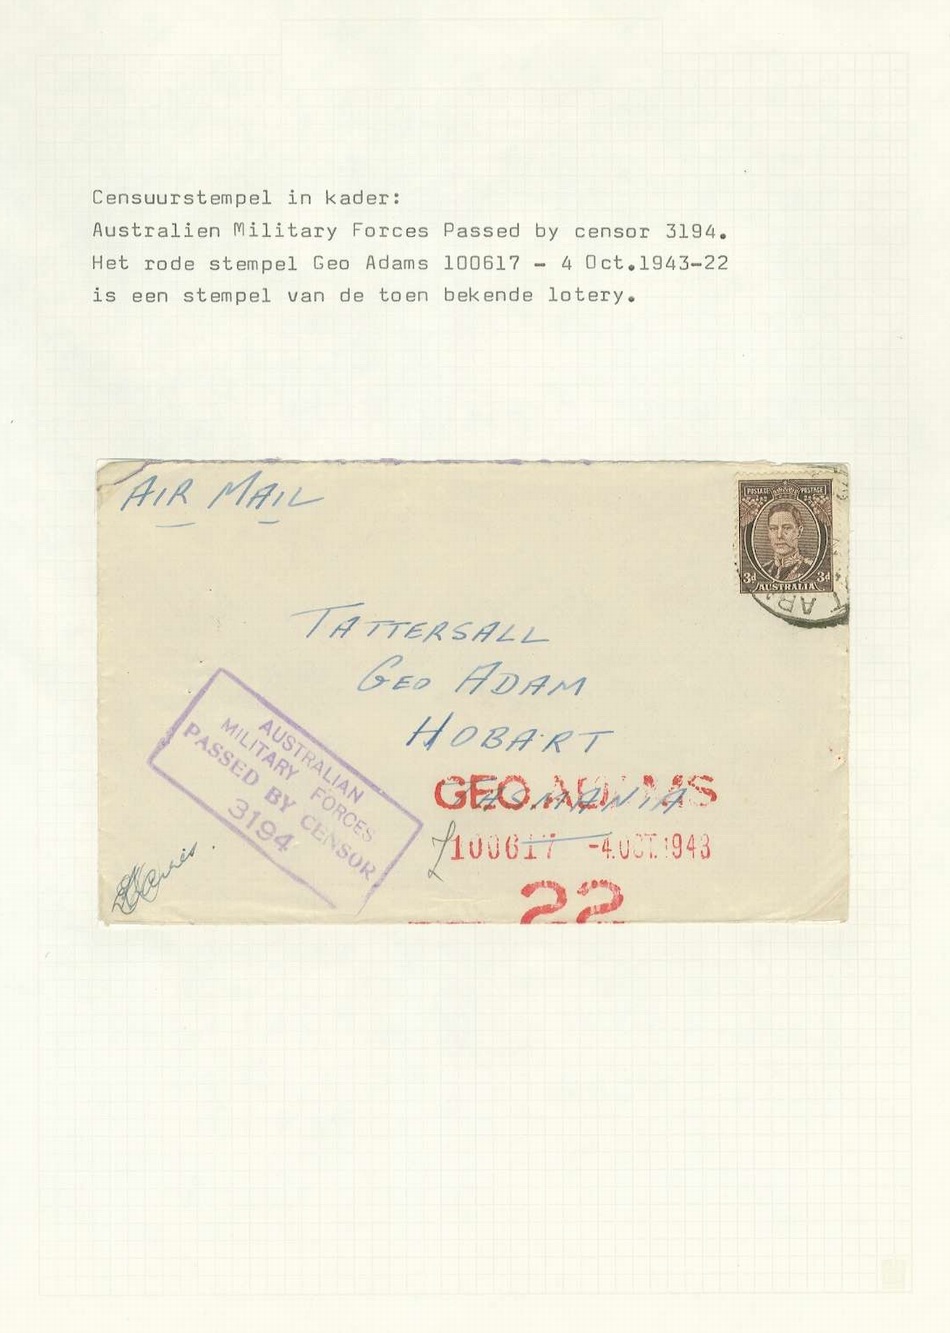 Censuurstempel in kader:
Australien Military Forces Passed by censor 3194.
Het rode stempel Geo Adams 100617 - 4 Oct.1943-22
is een stempel van de toen bekende lotery.
AIR MAIL
POSTAGE POSTAGE
3d 3d
AUSTRALIA
TATTERSALL
GEO ADAM
HOBART
TASMANIA
AUSTRALIAN
MILITARY FORCES
PASSED BY CENSOR
3194
GEO ADAMS
100617 -4.OCT.1943
22